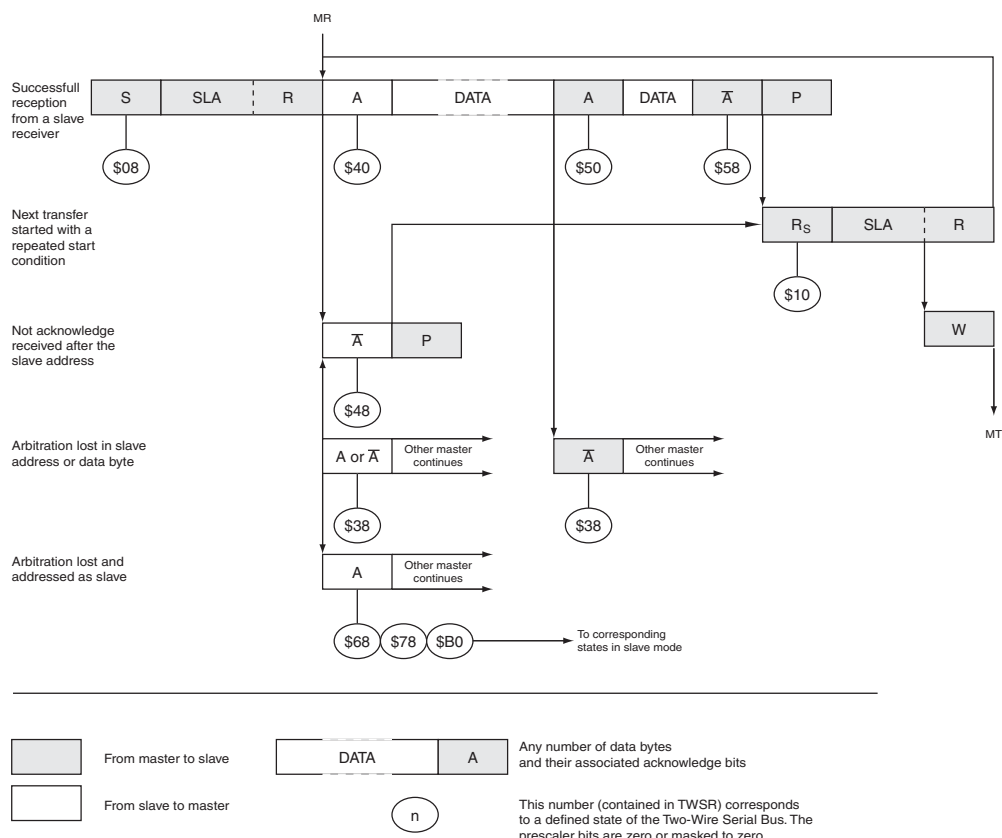 MR
Successfull
reception
from a slave
receiver
S SLA R A DATA A DATA A̅ P
$08 $40 $50 $58
Next transfer
started with a
repeated start
condition
RS SLA R
$10
Not acknowledge
received after the
slave address
A̅ P
W
$48
MT
Arbitration lost in slave
address or data byte
A or A̅ Other master
continues
A̅ Other master
continues
$38 $38
Arbitration lost and
addressed as slave
A Other master
continues
$68 $78 $B0 To corresponding
states in slave mode
From master to slave
DATA A Any number of data bytes
and their associated acknowledge bits
From slave to master
n This number (contained in TWSR) corresponds
to a defined state of the Two-Wire Serial Bus. The
prescaler bits are zero or masked to zero